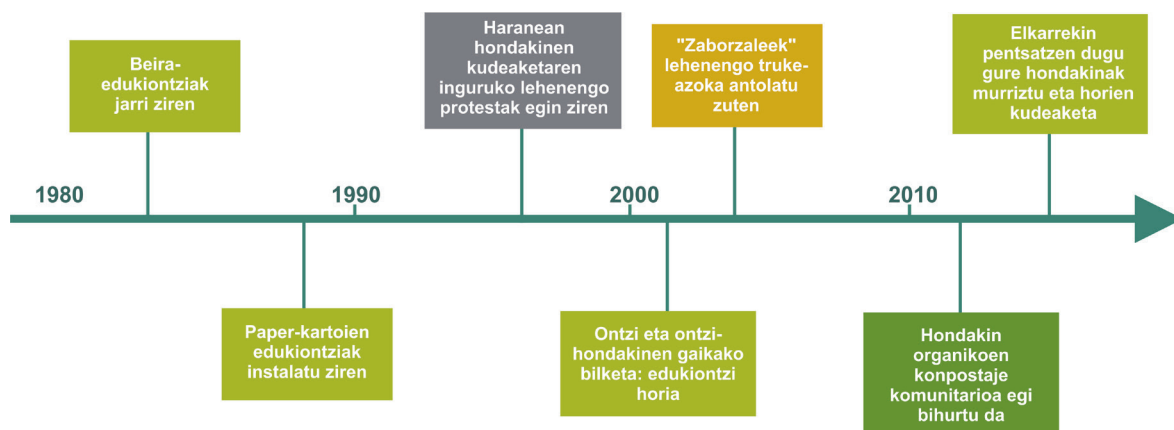 Beira-
edukiontziak
jarri ziren
Haranean
hondakinen
kudeaketaren
inguruko lehenengo
protestak egin ziren
"Zaborzaleek"
lehenengo truke-
azoka antolatu
zuten
Elkarrekin
pentsatzen dugu
gure hondakinak
murriztu eta horien
kudeaketa
1980
1990
2000
2010
Paper-kartoien
edukiontziak
instalatu ziren
Ontzi eta ontzi-
hondakinen gaikako
bilketa: edukiontzi
horia
Hondakin
organikoen
konpostaje
komunitarioa egi
bihurtu da